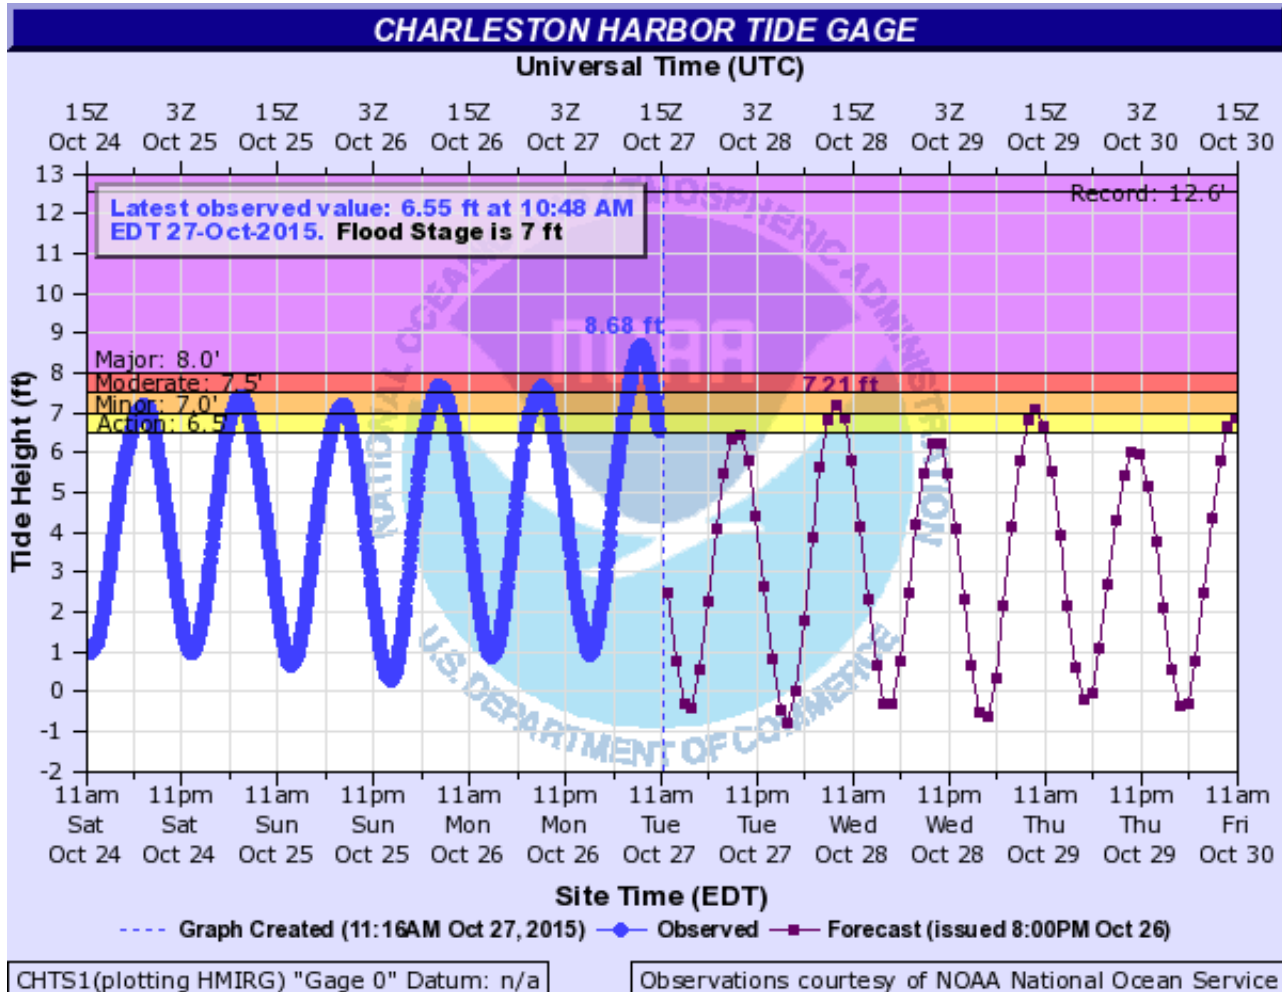 CHARLESTON HARBOR TIDE GAGE
Universal Time (UTC)
15Z 3Z 15Z 3Z 15Z 3Z 15Z 3Z 15Z 3Z 15Z 3Z 15Z
Oct 24 Oct 25 Oct 25 Oct 26 Oct 26 Oct 27 Oct 27 Oct 28 Oct 28 Oct 29 Oct 29 Oct 30 Oct 30
Tide Height (ft)
13
12
11
10
9
8
7
6
5
4
3
2
1
0
-1
-2
Record: 12.6'
Latest observed value: 6.55 ft at 10:48 AM
EDT 27-Oct-2015. Flood Stage is 7 ft
8.68 ft
Major: 8.0'
Moderate: 7.5'
7.21 ft
Minor: 7.0'
Action: 6.5'
NOAA
NATIONAL OCEANIC AND ATMOSPHERIC ADMINISTRATION
U.S. DEPARTMENT OF COMMERCE
11am 11pm 11am 11pm 11am 11pm 11am 11pm 11am 11pm 11am 11pm 11am
Sat Sat Sun Sun Mon Mon Tue Tue Wed Wed Thu Thu Fri
Oct 24 Oct 24 Oct 25 Oct 25 Oct 26 Oct 26 Oct 27 Oct 27 Oct 28 Oct 28 Oct 29 Oct 29 Oct 30
Site Time (EDT)
Graph Created (11:16AM Oct 27, 2015) Observed Forecast (issued 8:00PM Oct 26)
CHTS1(plotting HMIRG) "Gage 0" Datum: n/a
Observations courtesy of NOAA National Ocean Service